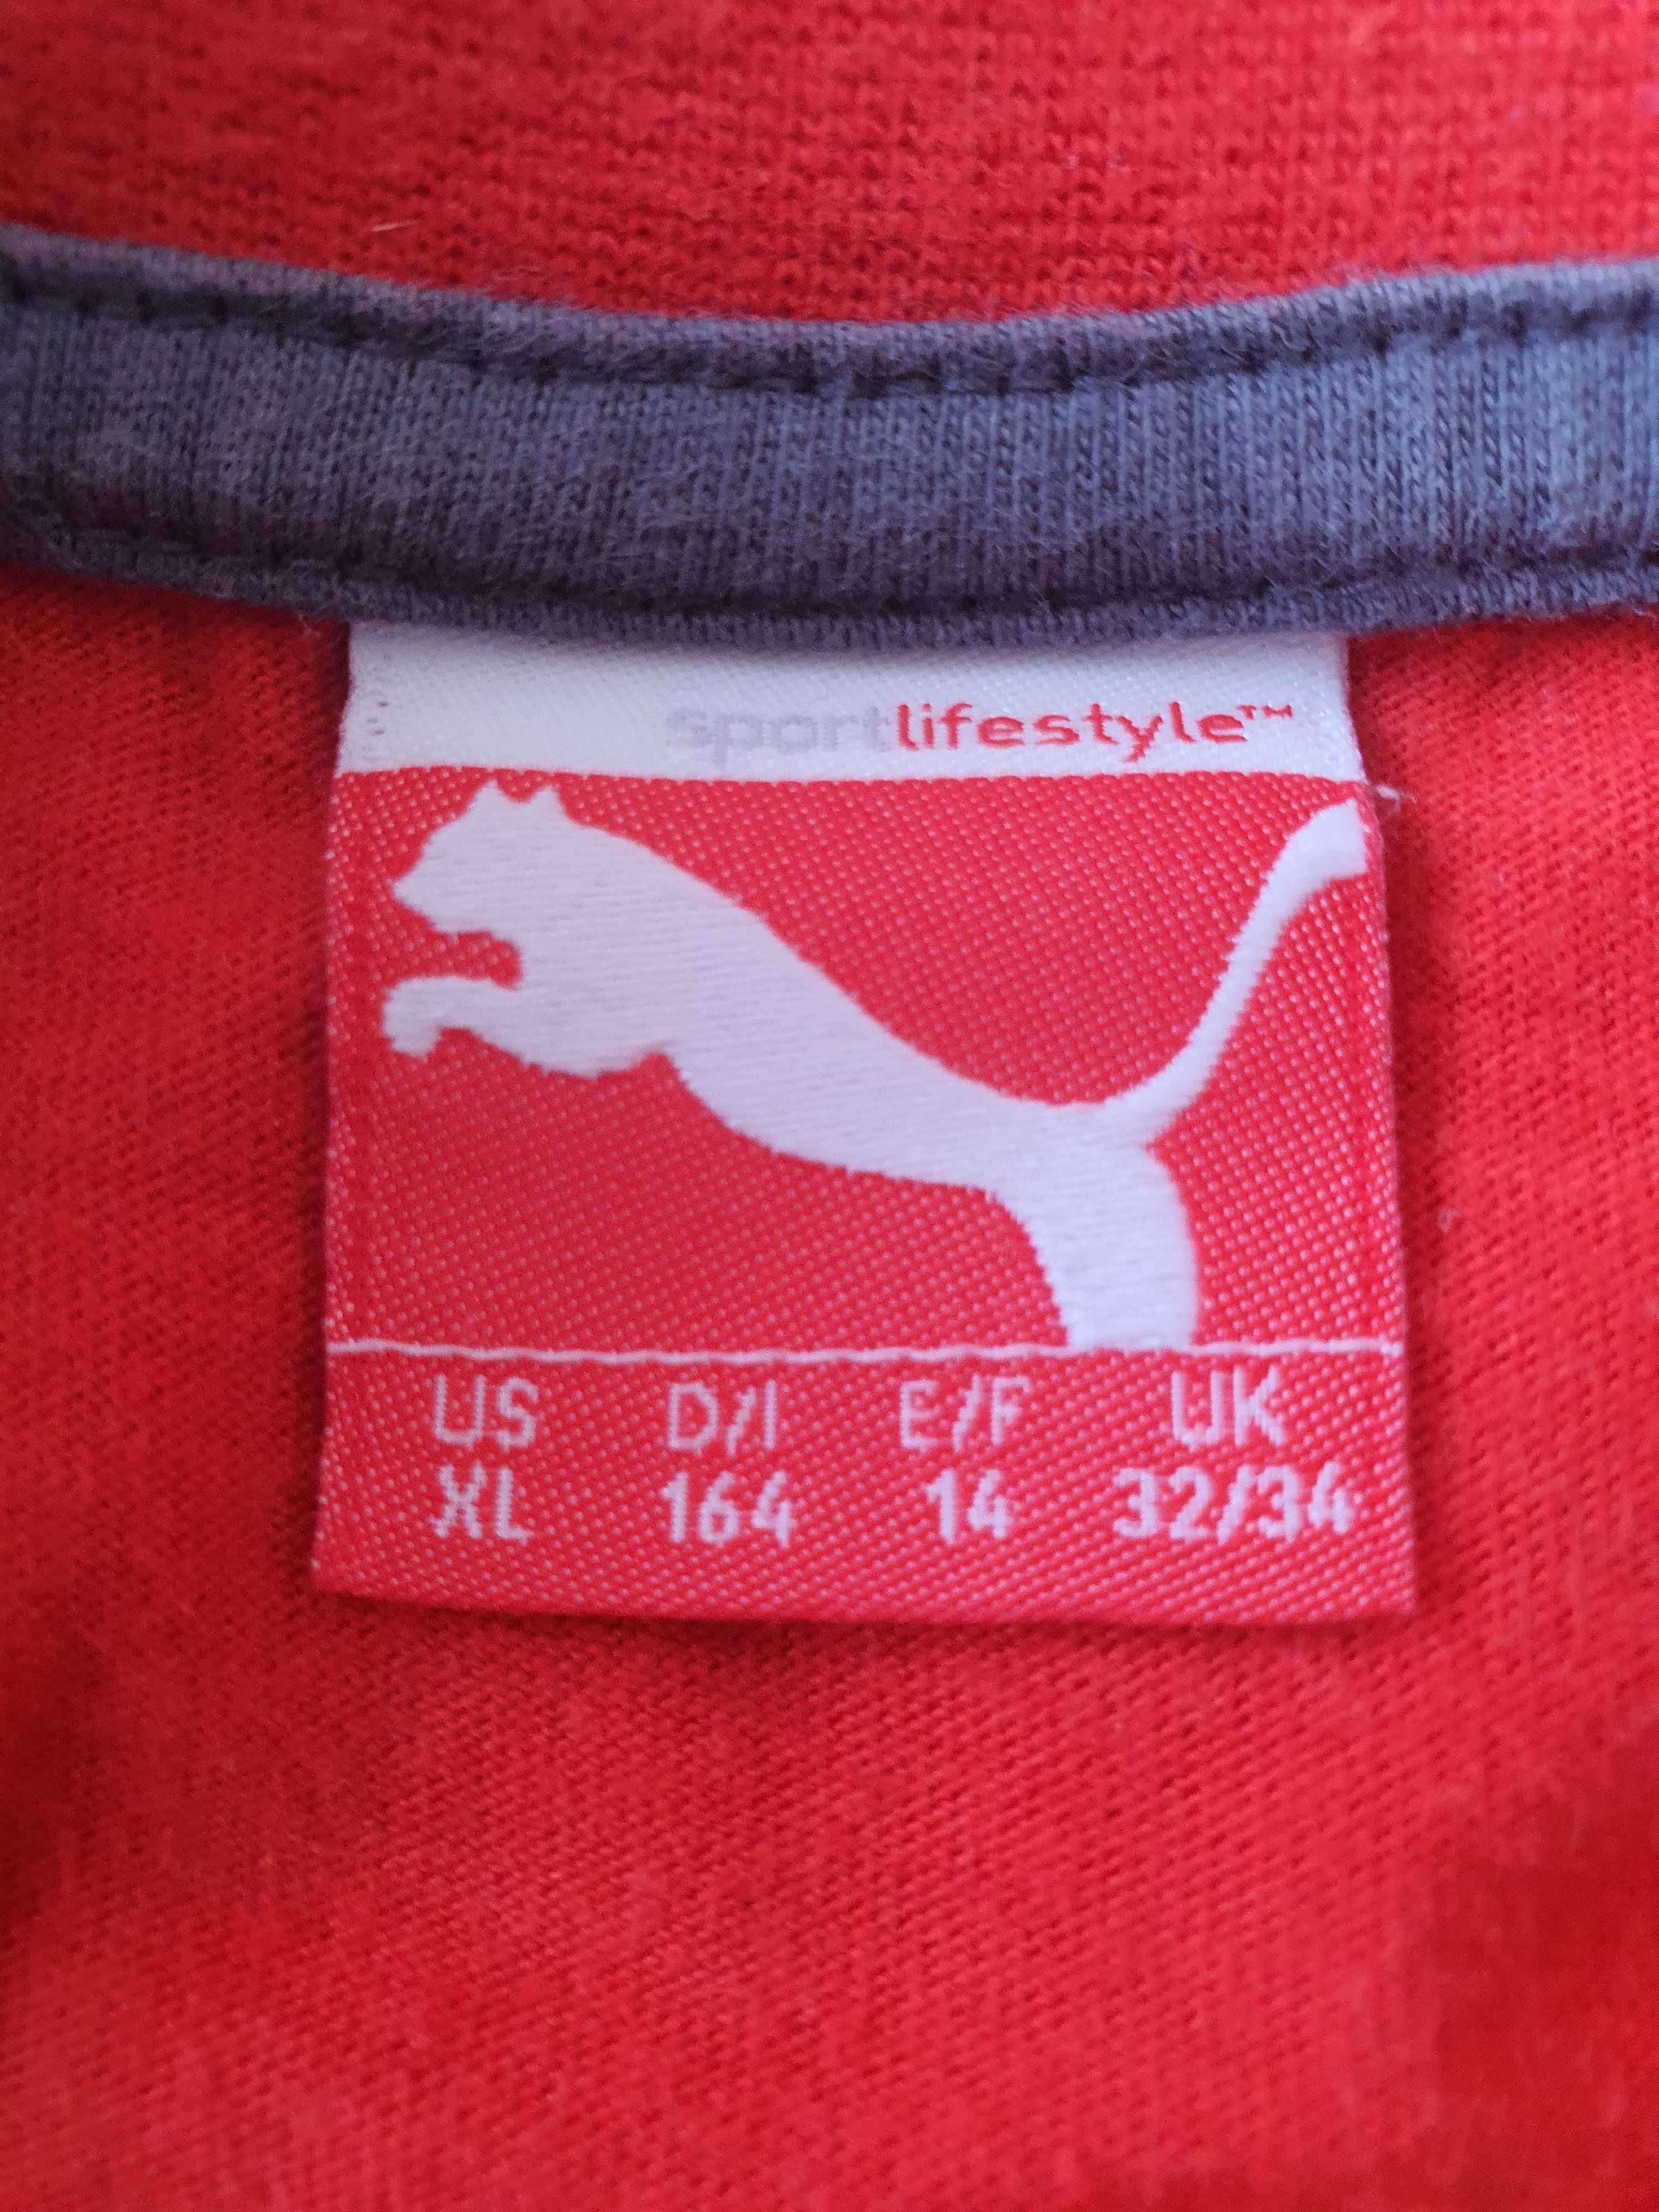 sportlifestyle™
US D/I E/F UK
XL 164 14 32/34